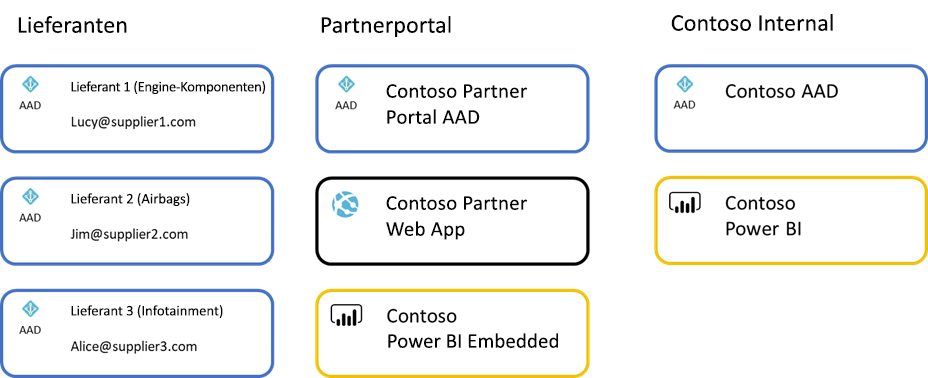 Lieferanten
AAD
Lieferant 1 (Engine-Komponenten)
Lucy@supplier1.com
AAD
Lieferant 2 (Airbags)
Jim@supplier2.com
AAD
Lieferant 3 (Infotainment)
Alice@supplier3.com
Partnerportal
AAD
Contoso Partner
Portal AAD
Contoso Partner
Web App
Contoso
Power BI Embedded
Contoso Internal
AAD
Contoso AAD
Contoso
Power BI